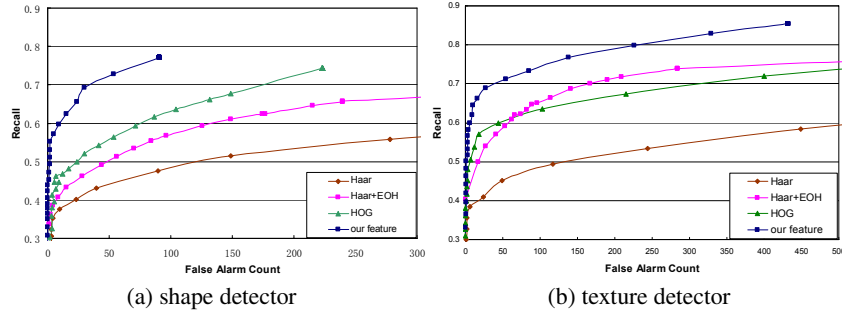 0.8
0.7
0.6
0.5
0.4
0.3
Recall
0 50 100 150 200 250 300
False Alarm Count
Haar
Haar+EOH
HOG
our feature
(a) shape detector
0.9
0.8
0.7
0.6
0.5
0.4
0.3
Recall
0 50 100 150 200 250 300 350 400 450 500
False Alarm Count
Haar
Haar+EOH
HOG
our feature
(b) texture detector